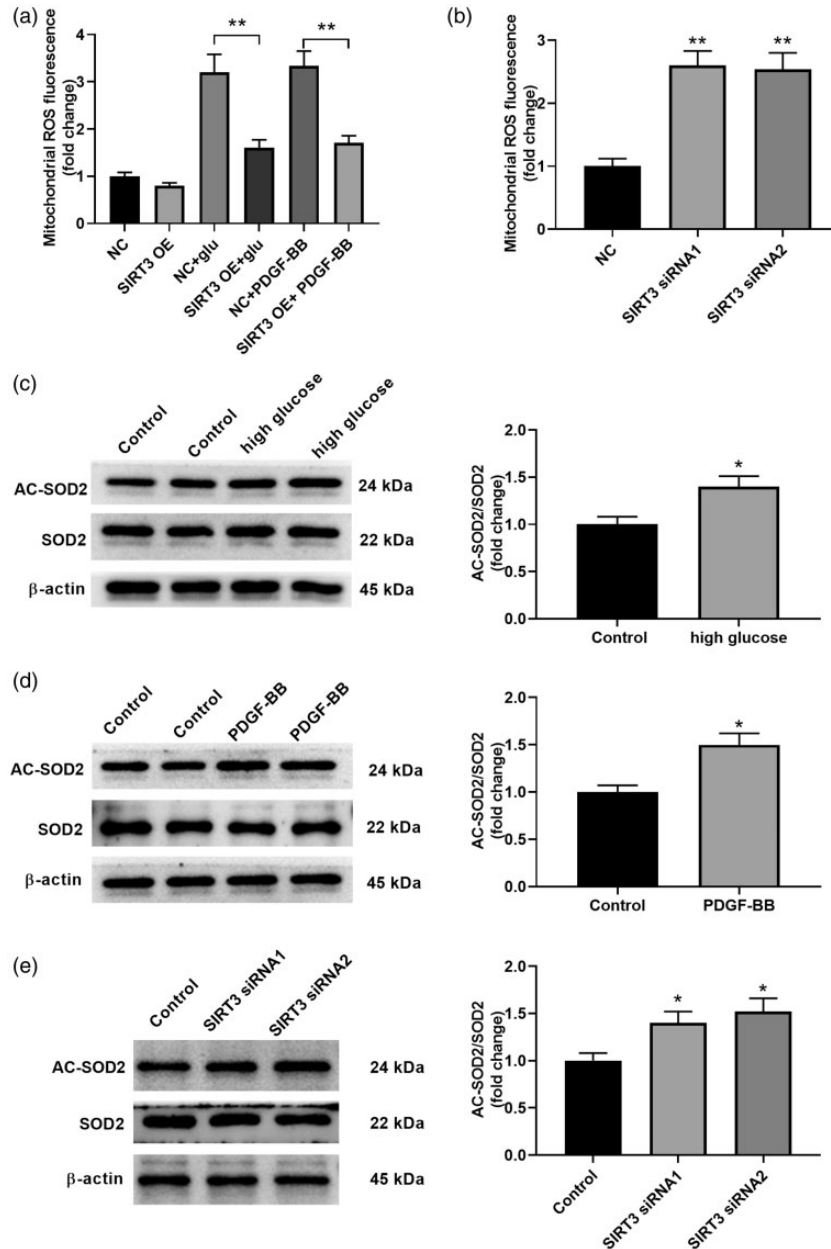 (a)
Mitochondrial ROS fluorescence
(fold change)
4
3
2
1
0
**
**
NC
SIRT3 OE
NC+glu
SIRT3 OE+glu
NC+PDGF-BB
SIRT3 OE+ PDGF-BB
(b)
Mitochondrial ROS fluorescence
(fold change)
3
2
1
0
**
**
NC
SIRT3 siRNA1
SIRT3 siRNA2
(c)
Control
Control
high glucose
high glucose
AC-SOD2
24 kDa
SOD2
22 kDa
β-actin
45 kDa
AC-SOD2/SOD2
(fold change)
2.0
1.5
1.0
0.5
0.0
*
Control
high glucose
(d)
Control
Control
PDGF-BB
PDGF-BB
AC-SOD2
24 kDa
SOD2
22 kDa
β-actin
45 kDa
AC-SOD2/SOD2
(fold change)
2.0
1.5
1.0
0.5
0.0
*
Control
PDGF-BB
(e)
Control
SIRT3 siRNA1
SIRT3 siRNA2
AC-SOD2
24 kDa
SOD2
22 kDa
β-actin
45 kDa
AC-SOD2/SOD2
(fold change)
2.0
1.5
1.0
0.5
0.0
*
*
Control
SIRT3 siRNA1
SIRT3 siRNA2